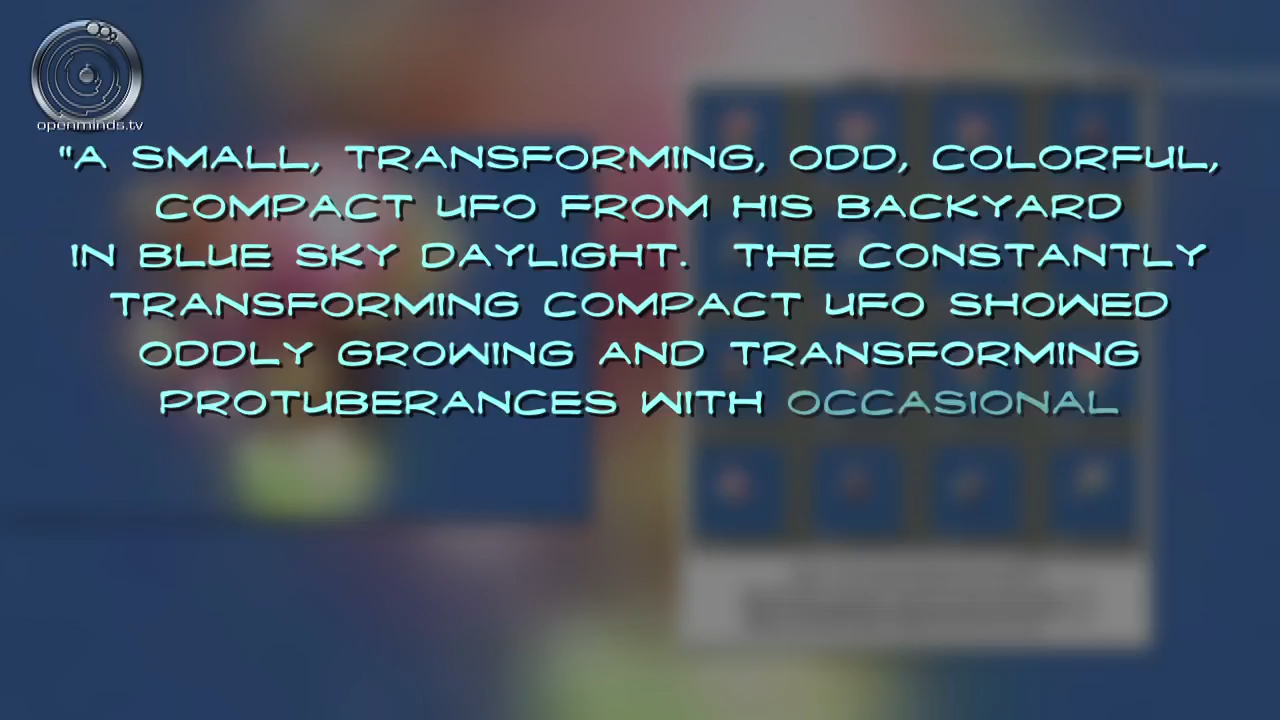 openminds.tv
"A SMALL, TRANSFORMING, ODD, COLORFUL,
COMPACT UFO FROM HIS BACKYARD
IN BLUE SKY DAYLIGHT. THE CONSTANTLY
TRANSFORMING COMPACT UFO SHOWED
ODDLY GROWING AND TRANSFORMING
PROTUBERANCES WITH OCCASIONAL